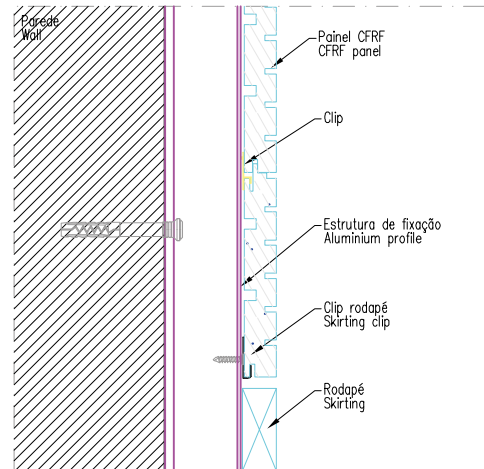 Parede
Wall
Painel CFRF
CFRF panel
Clip
Estrutura de fixação
Aluminium profile
Clip rodapé
Skirting clip
Rodapé
Skirting